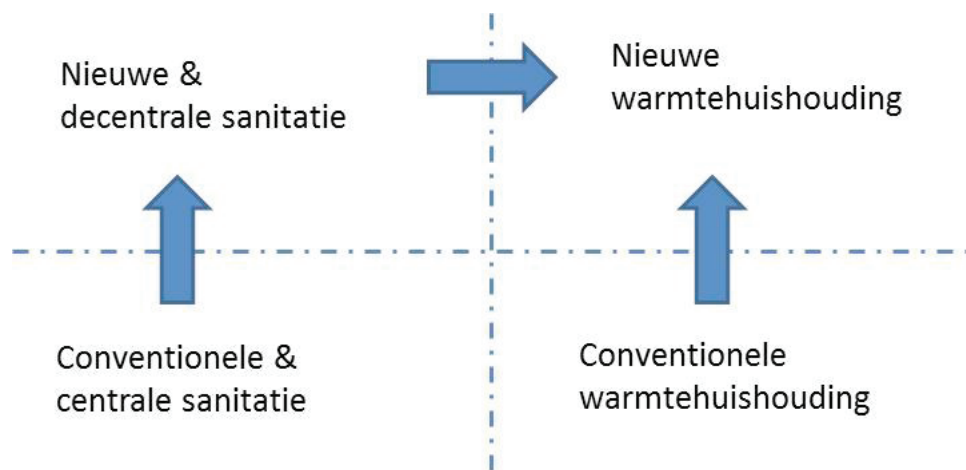 Nieuwe &
decentrale sanitatie
Nieuwe
warmtehuishouding
Conventionele &
centrale sanitatie
Conventionele
warmtehuishouding